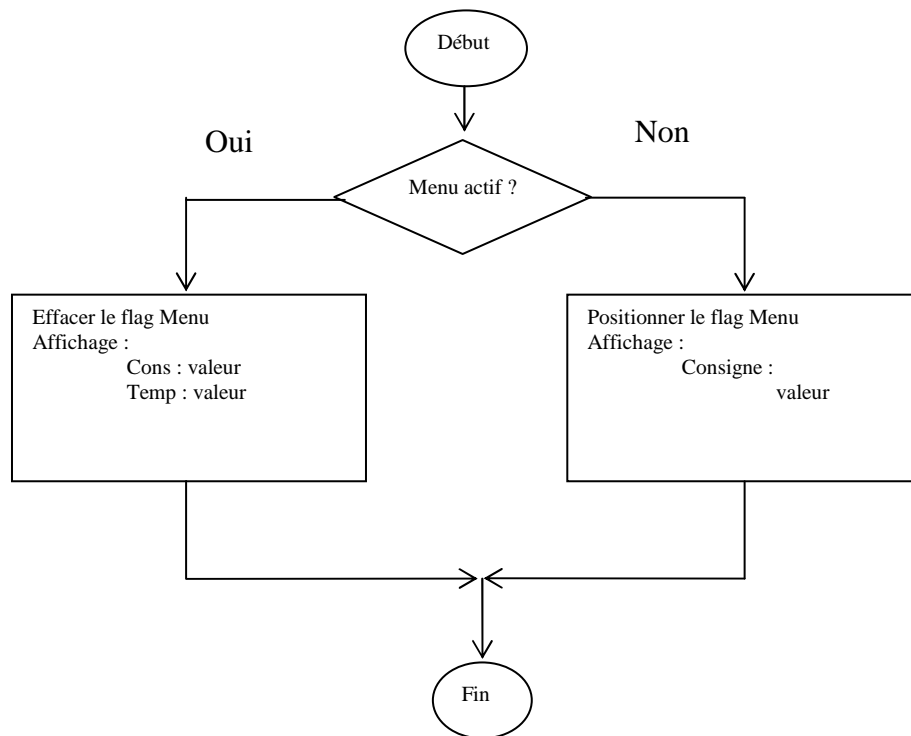 Début
Oui
Non
Menu actif ?
Effacer le flag Menu
Affichage :
Cons : valeur
Temp : valeur
Positionner le flag Menu
Affichage :
Consigne :
valeur
Fin